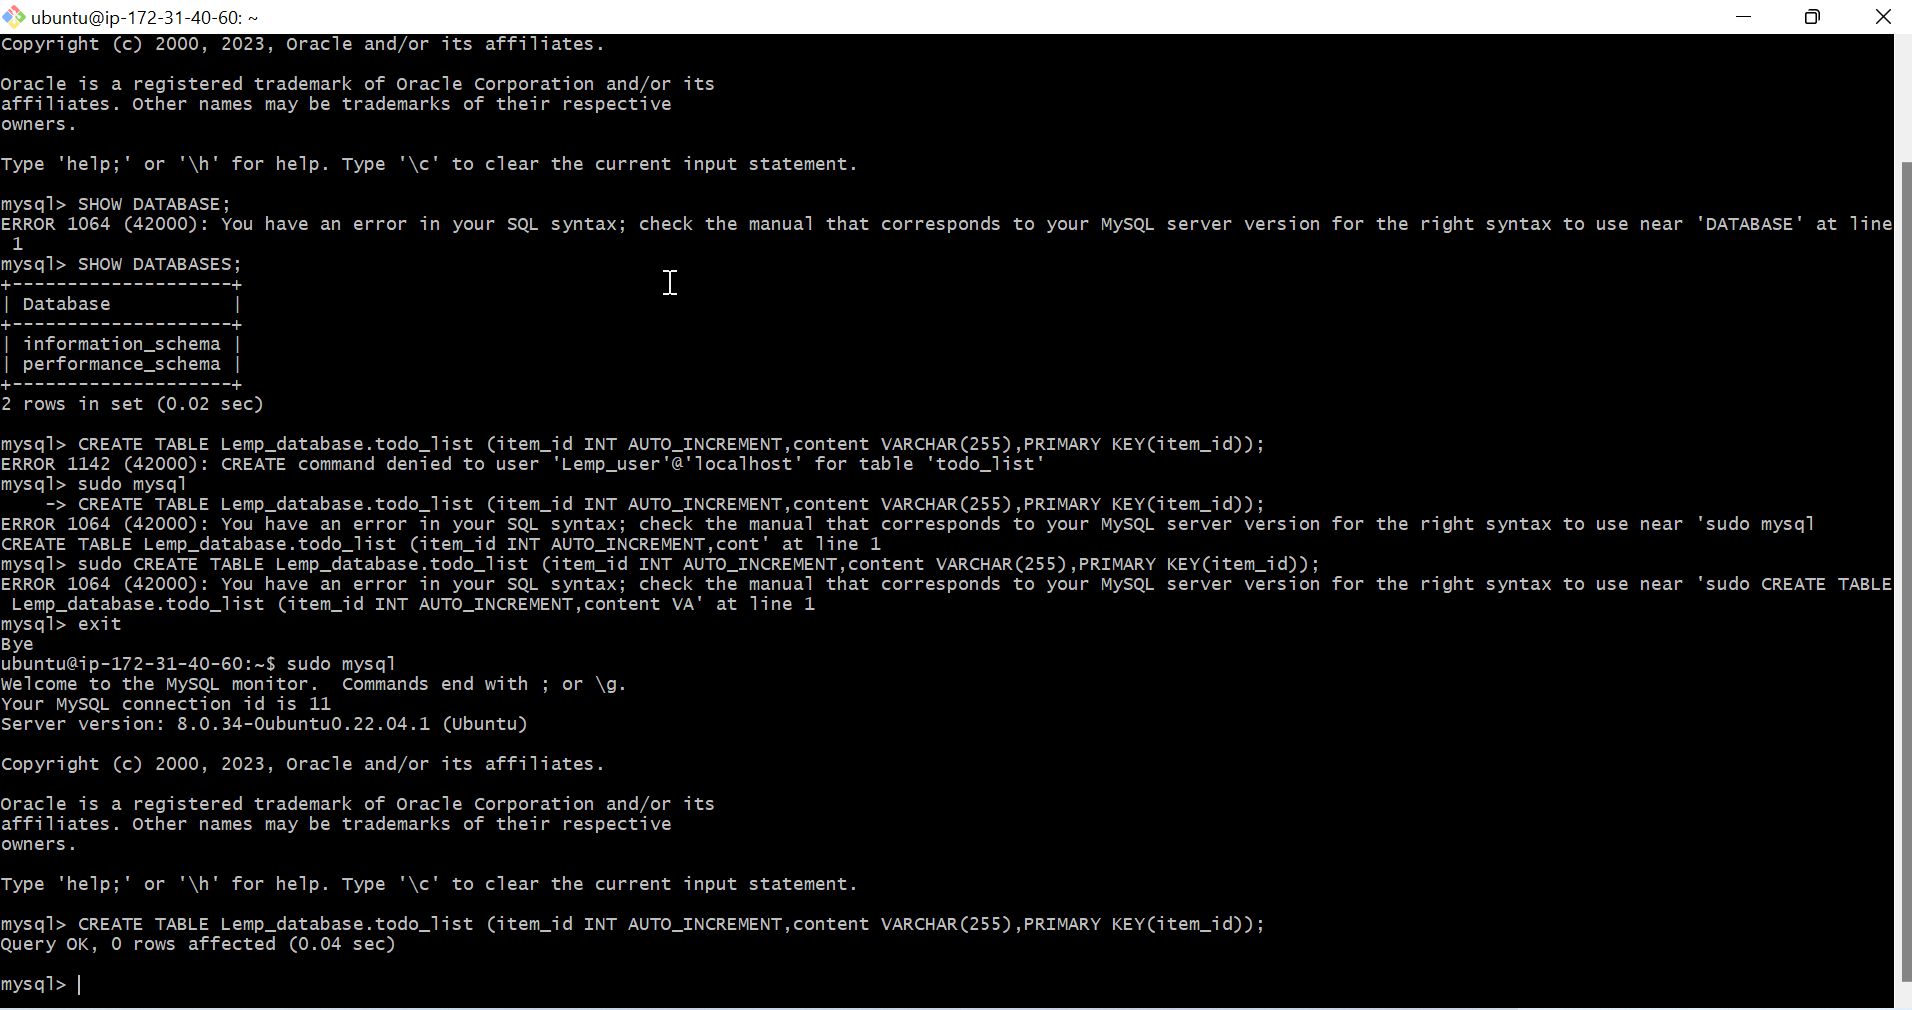 ubuntu@ip-172-31-40-60: ~
Copyright (c) 2000, 2023, Oracle and/or its affiliates.
Oracle is a registered trademark of Oracle Corporation and/or its
affiliates. Other names may be trademarks of their respective
owners.
Type 'help;' or '\h' for help. Type '\c' to clear the current input statement.
mysql> SHOW DATABASE;
ERROR 1064 (42000): You have an error in your SQL syntax; check the manual that corresponds to your MySQL server version for the right syntax to use near 'DATABASE' at line
 1
mysql> SHOW DATABASES;
+--------------------+
| Database           |
+--------------------+
| information_schema |
| performance_schema |
+--------------------+
2 rows in set (0.02 sec)
mysql> CREATE TABLE Lemp_database.todo_list (item_id INT AUTO_INCREMENT,content VARCHAR(255),PRIMARY KEY(item_id));
ERROR 1142 (42000): CREATE command denied to user 'Lemp_user'@'localhost' for table 'todo_list'
mysql> sudo mysql
    -> CREATE TABLE Lemp_database.todo_list (item_id INT AUTO_INCREMENT,content VARCHAR(255),PRIMARY KEY(item_id));
ERROR 1064 (42000): You have an error in your SQL syntax; check the manual that corresponds to your MySQL server version for the right syntax to use near 'sudo mysql
CREATE TABLE Lemp_database.todo_list (item_id INT AUTO_INCREMENT,cont' at line 1
mysql> sudo CREATE TABLE Lemp_database.todo_list (item_id INT AUTO_INCREMENT,content VARCHAR(255),PRIMARY KEY(item_id));
ERROR 1064 (42000): You have an error in your SQL syntax; check the manual that corresponds to your MySQL server version for the right syntax to use near 'sudo CREATE TABLE
 Lemp_database.todo_list (item_id INT AUTO_INCREMENT,content VA' at line 1
mysql> exit
Bye
ubuntu@ip-172-31-40-60:~$ sudo mysql
Welcome to the MySQL monitor.  Commands end with ; or \g.
Your MySQL connection id is 11
Server version: 8.0.34-0ubuntu0.22.04.1 (Ubuntu)
Copyright (c) 2000, 2023, Oracle and/or its affiliates.
Oracle is a registered trademark of Oracle Corporation and/or its
affiliates. Other names may be trademarks of their respective
owners.
Type 'help;' or '\h' for help. Type '\c' to clear the current input statement.
mysql> CREATE TABLE Lemp_database.todo_list (item_id INT AUTO_INCREMENT,content VARCHAR(255),PRIMARY KEY(item_id));
Query OK, 0 rows affected (0.04 sec)
mysql>